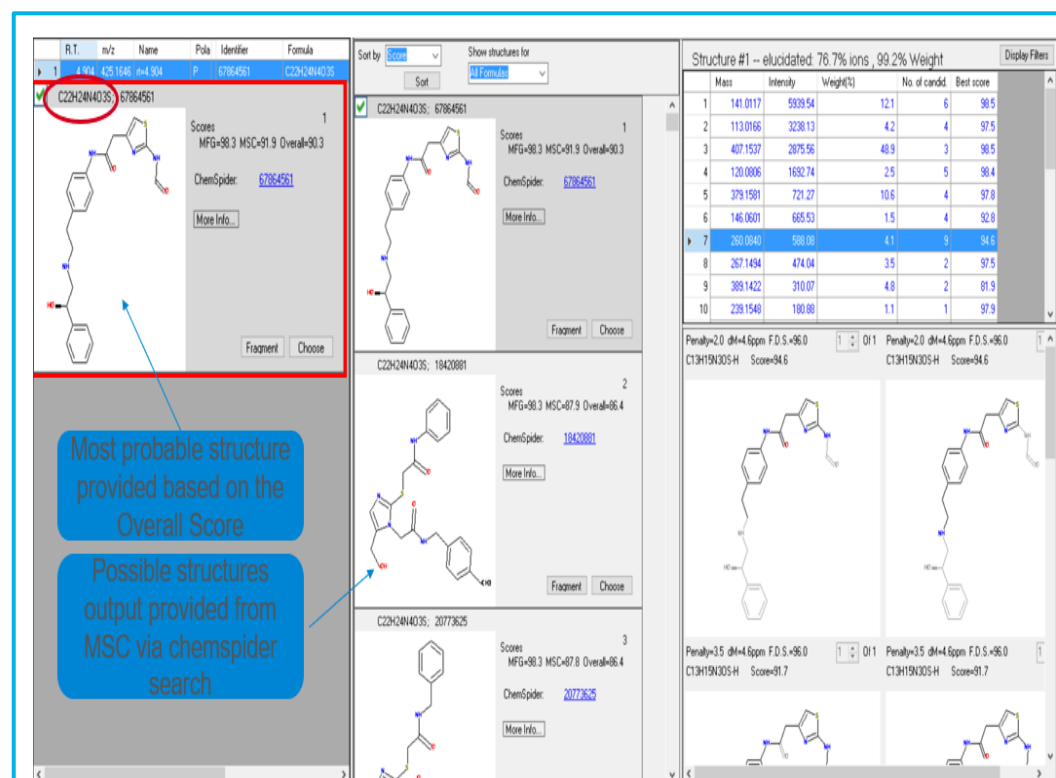 R.T. m/z Name Pola Identifier Formula
1 4.904 425.1646 rt=4.904 P 67864561 C22H24N4O3S
C22H24N4O3S; 67864561
1
Scores
MFG=98.3 MSC=91.9 Overall=90.3
ChemSpider: 67864561
More Info...
Fragment Choose
NH
O
S
N
NH
O
NH
HO
Most probable structure
provided based on the
Overall Score
Possible structures
output provided from
MSC via chemspider
search
Sort by Score Show structures for
Sort All Formulas
C22H24N4O3S; 67864561
1
Scores
MFG=98.3 MSC=91.9 Overall=90.3
ChemSpider: 67864561
More Info...
Fragment Choose
C22H24N4O3S; 18420881
2
Scores
MFG=98.3 MSC=87.9 Overall=86.4
ChemSpider: 18420881
More Info...
Fragment Choose
C22H24N4O3S; 20773625
3
Scores
MFG=98.3 MSC=87.8 Overall=86.4
ChemSpider: 20773625
More Info...
Structure #1 -- elucidated: 76.7% ions , 99.2% Weight Display Filters
Mass Intensity Weight(%) No. of candid. Best score
1 141.0117 5939.54 12.1 6 98.5
2 113.0166 3238.13 4.2 4 97.5
3 407.1537 2875.56 48.9 3 98.5
4 120.0806 1692.74 2.5 5 98.4
5 379.1581 721.27 10.6 4 97.8
6 146.0601 665.53 1.5 4 92.8
7 260.0840 588.08 4.1 9 94.6
8 267.1494 474.04 3.5 2 97.5
9 389.1422 310.07 4.8 2 81.9
10 239.1548 180.88 1.1 1 97.9
Penalty=2.0 dM=4.6ppm F.D.S.=96.0 1 Of 1 Penalty=2.0 dM=4.6ppm F.D.S.=96.0 1
C13H15N3OS-H Score=94.6 C13H15N3OS-H Score=94.6
Penalty=3.5 dM=4.6ppm F.D.S.=96.0 1 Of 1 Penalty=3.5 dM=4.6ppm F.D.S.=96.0 1
C13H15N3OS-H Score=91.7 C13H15N3OS-H Score=91.7